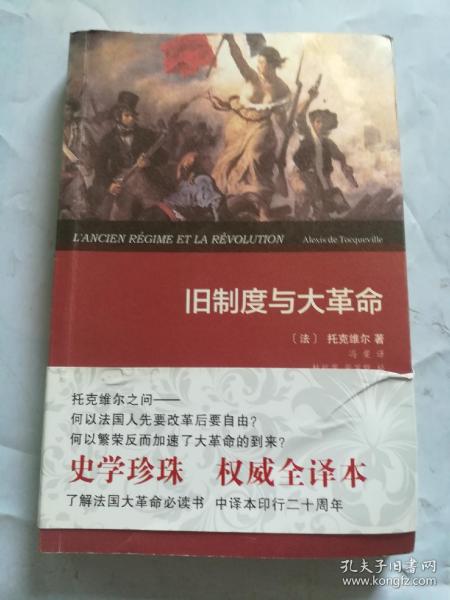 L'ANCIEN RÉGIME ET LA RÉVOLUTION Alexis de Tocqueville
旧制度与大革命
〔法〕 托克维尔 著
冯棠 译
托克维尔之问——
何以法国人先要改革后要自由？
何以繁荣反而加速了大革命的到来？
史学珍珠 权威全译本
了解法国大革命必读书 中译本印行二十周年
孔夫子旧书网
www.kongfz.com